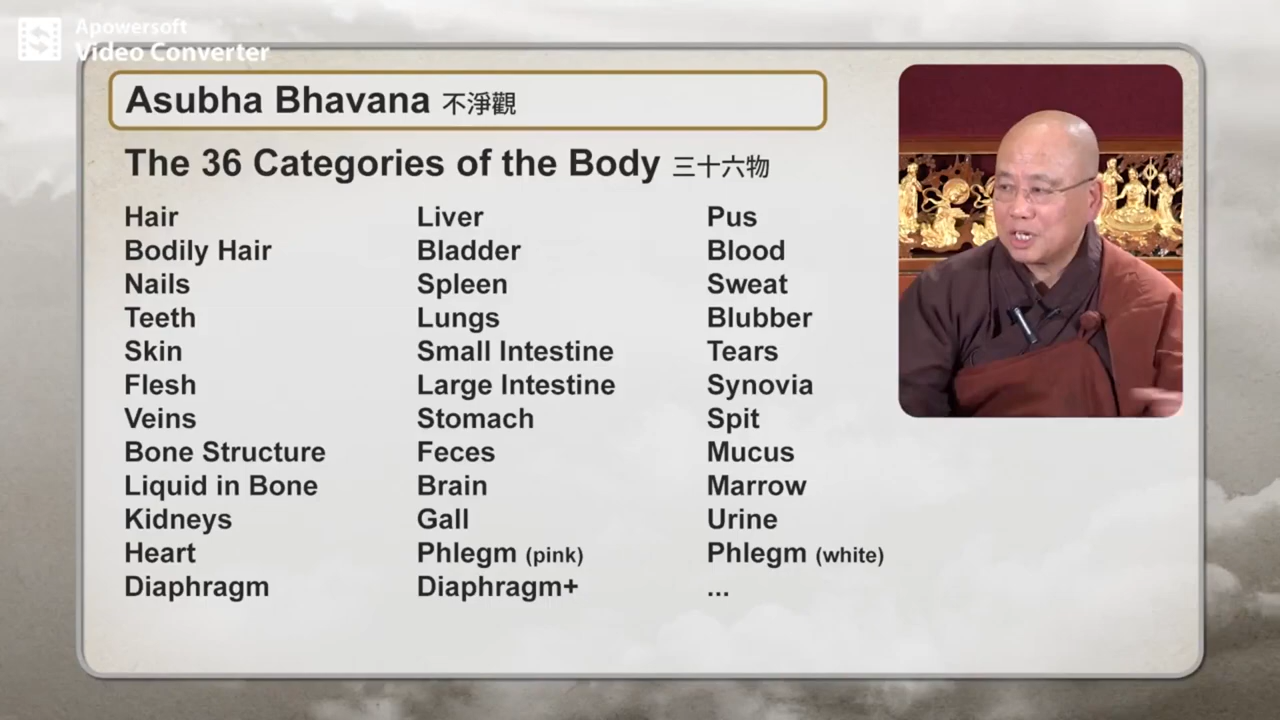 Apowersoft
Video Converter
Asubha Bhavana 不淨觀
The 36 Categories of the Body 三十六物
Hair
Bodily Hair
Nails
Teeth
Skin
Flesh
Veins
Bone Structure
Liquid in Bone
Kidneys
Heart
Diaphragm
Liver
Bladder
Spleen
Lungs
Small Intestine
Large Intestine
Stomach
Feces
Brain
Gall
Phlegm (pink)
Diaphragm+
Pus
Blood
Sweat
Blubber
Tears
Synovia
Spit
Mucus
Marrow
Urine
Phlegm (white)
...